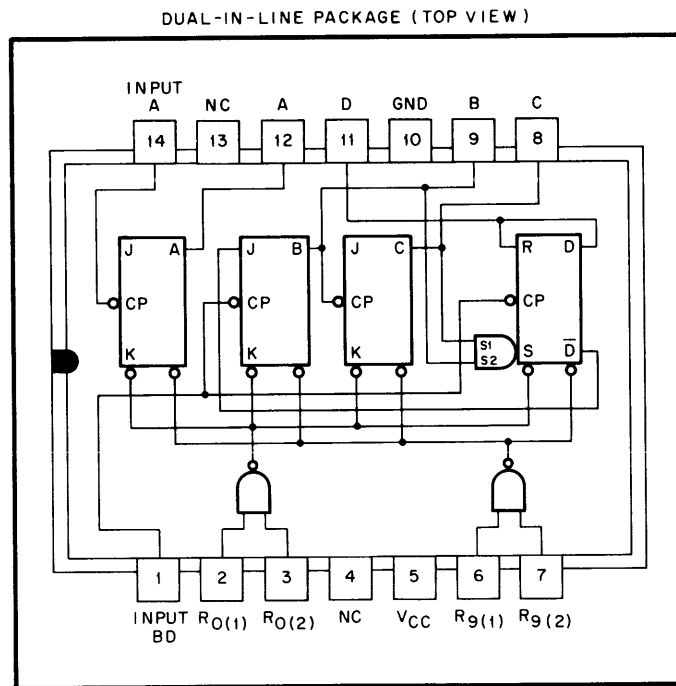 DUAL-IN-LINE PACKAGE (TOP VIEW)
INPUT
A NC A D GND B C
14 13 12 11 10 9 8
J A J B J C R D
CP CP CP CP
S1
S2
K K K S D̅
1 2 3 4 5 6 7
INPUT R0(1) R0(2) NC VCC R9(1) R9(2)
BD